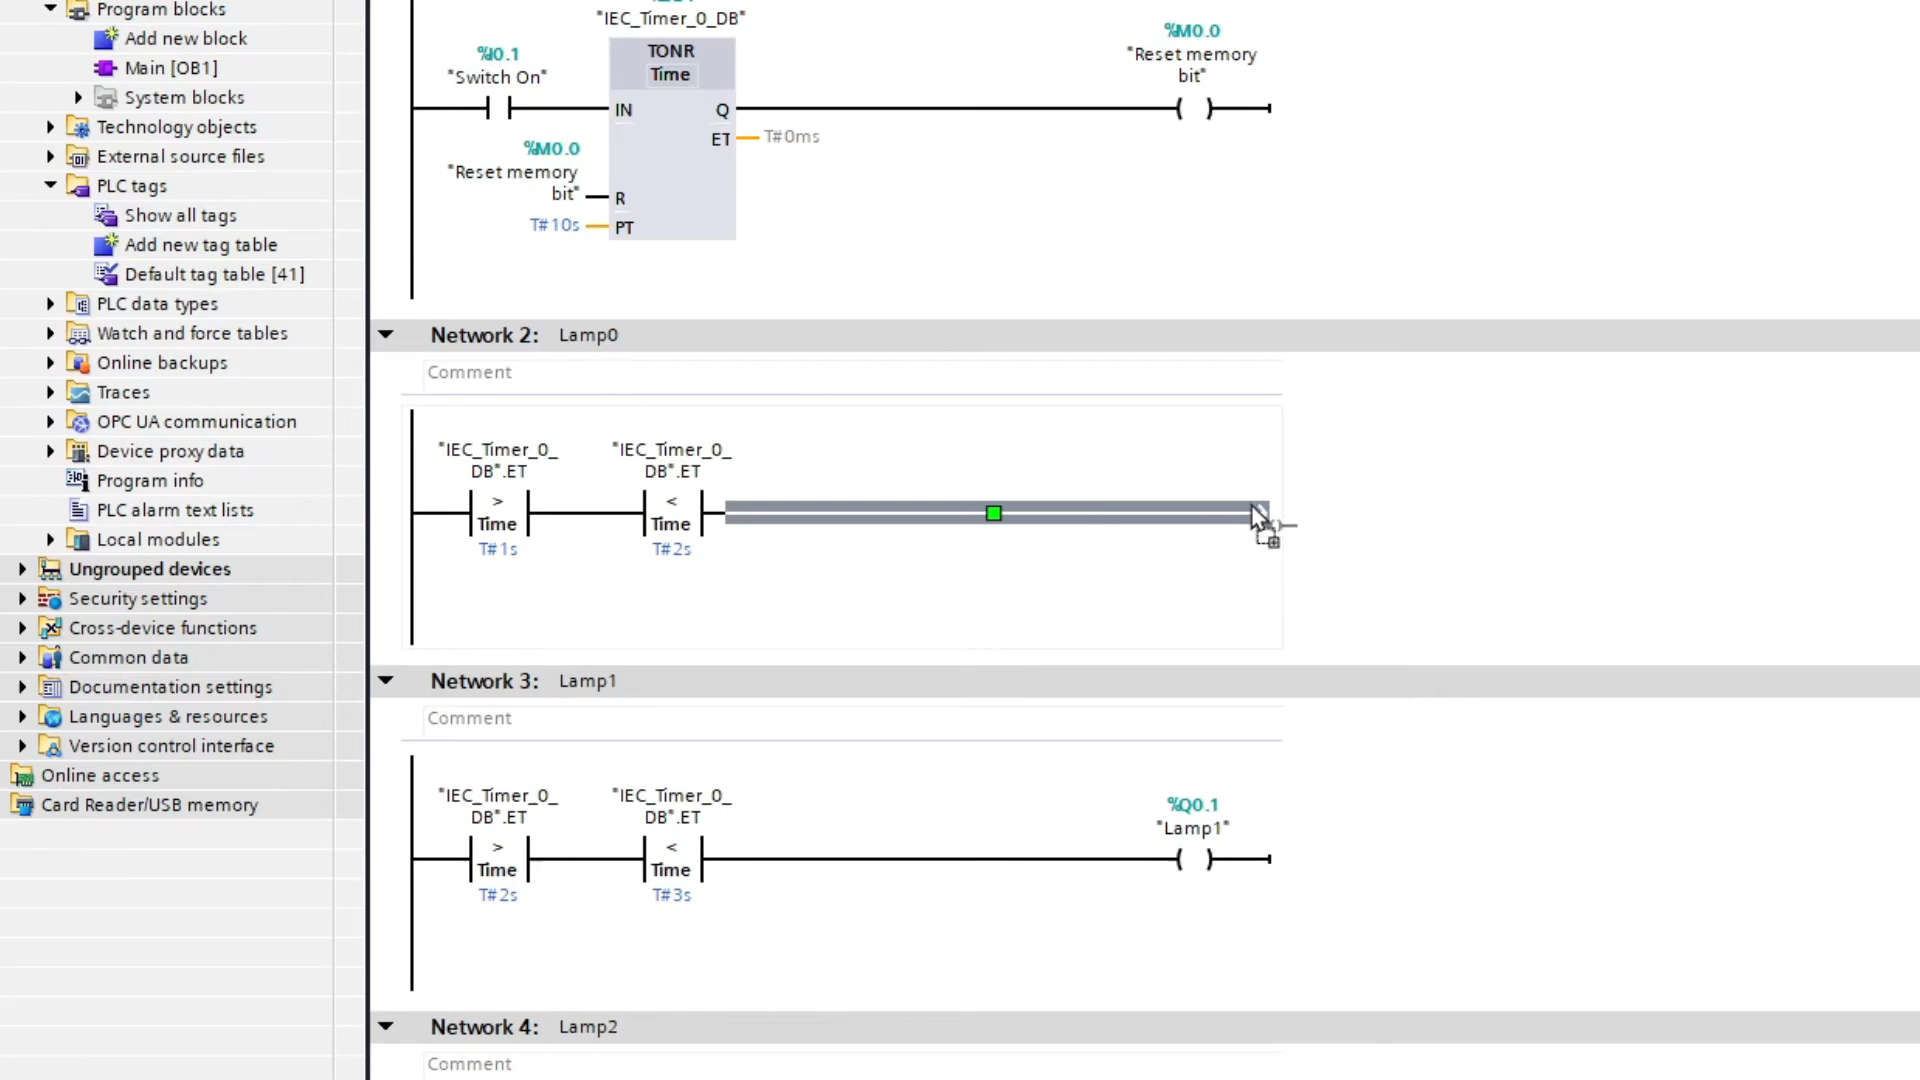 Program blocks
Add new block
Main [OB1]
System blocks
Technology objects
External source files
PLC tags
Show all tags
Add new tag table
Default tag table [41]
PLC data types
Watch and force tables
Online backups
Traces
OPC UA communication
Device proxy data
Program info
PLC alarm text lists
Local modules
Ungrouped devices
Security settings
Cross-device functions
Common data
Documentation settings
Languages & resources
Version control interface
Online access
Card Reader/USB memory
"IEC_Timer_0_DB"
TONR
Time
%I0.1
"Switch On"
IN
Q
ET
T#0ms
%M0.0
"Reset memory
bit"
R
T#10s
PT
%M0.0
"Reset memory
bit"
Network 2: Lamp0
Comment
"IEC_Timer_0_
DB".ET
>
Time
T#1s
"IEC_Timer_0_
DB".ET
<
Time
T#2s
Network 3: Lamp1
Comment
"IEC_Timer_0_
DB".ET
>
Time
T#2s
"IEC_Timer_0_
DB".ET
<
Time
T#3s
%Q0.1
"Lamp1"
Network 4: Lamp2
Comment